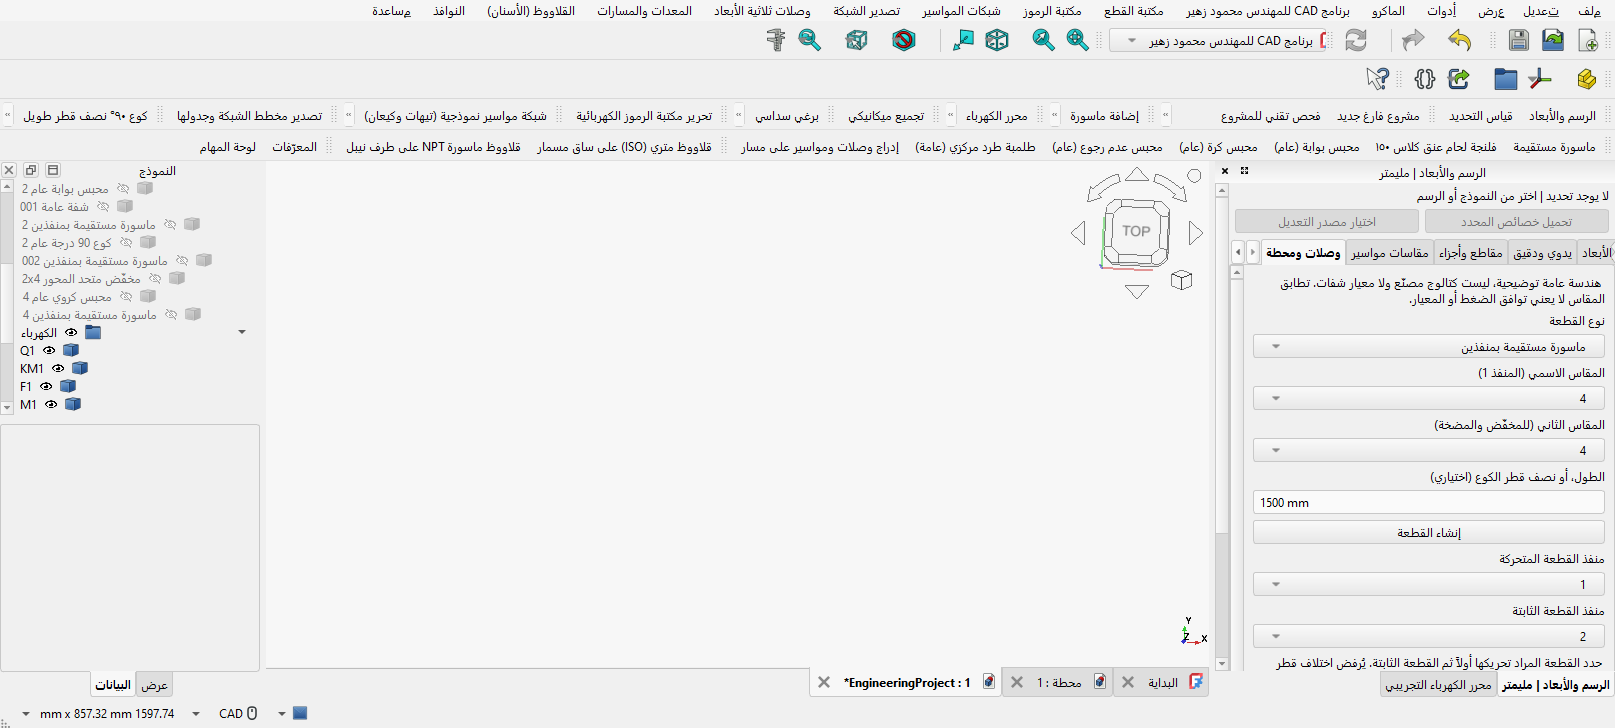 ملف تعديل عرض أدوات الماكرو برنامج CAD للمهندس محمود زهير مكتبة القطع مكتبة الرموز شبكات المواسير تصدير الشبكة وصلات ثلاثية الأبعاد المعدات والمسارات القلاووظ (الأسنان) النوافذ مساعدة
برنامج CAD للمهندس محمود زهير
الرسم والأبعاد قياس التحديد مشروع فارغ جديد فحص تقني للمشروع » إضافة ماسورة » محرر الكهرباء » تجميع ميكانيكي برغي سداسي » تحرير مكتبة الرموز الكهربائية شبكة مواسير نموذجية (تيهات وكيعان) » تصدير مخطط الشبكة وجدولها كوع ٩٠° نصف قطر طويل »
ماسورة مستقيمة فلنجة لحام عنق كلاس ١٥٠ محبس بوابة (عام) محبس كرة (عام) محبس عدم رجوع (عام) طلمبة طرد مركزي (عامة) إدراج وصلات ومواسير على مسار قلاووظ متري (ISO) على ساق مسمار قلاووظ ماسورة NPT على طرف نيبل المعرّفات لوحة المهام
الرسم والأبعاد | مليمتر
لا يوجد تحديد | اختر من النموذج أو الرسم
تحميل خصائص المحدد اختيار مصدر التعديل
الأبعاد يدوي ودقيق مقاطع وأجزاء مقاسات مواسير وصلات ومحطة
هندسة عامة توضيحية، ليست كتالوج مصنّع ولا معيار شفات. تطابق
المقاس لا يعني توافق الضغط أو المعيار.
نوع القطعة
ماسورة مستقيمة بمنفذين
المقاس الاسمي (المنفذ 1)
4
المقاس الثاني (للمخفّض والمضخة)
4
الطول، أو نصف قطر الكوع (اختياري)
1500 mm
إنشاء القطعة
منفذ القطعة المتحركة
1
منفذ القطعة الثابتة
2
حدد القطعة المراد تحريكها أولاً ثم القطعة الثابتة. يُرفض اختلاف قطر
الرسم والأبعاد | مليمتر محرر الكهرباء التجريبي
TOP
Y
Z X
النموذج
محبس بوابة عام 2
شفة عامة 001
ماسورة مستقيمة بمنفذين 2
كوع 90 درجة عام 2
ماسورة مستقيمة بمنفذين 002
مخفّض متحد المحور 2x4
محبس كروي عام 4
ماسورة مستقيمة بمنفذين 4
الكهرباء
Q1
KM1
F1
M1
عرض البيانات
البداية
محطة : 1
EngineeringProject : 1*
CAD
mm x 857.32 mm 1597.74